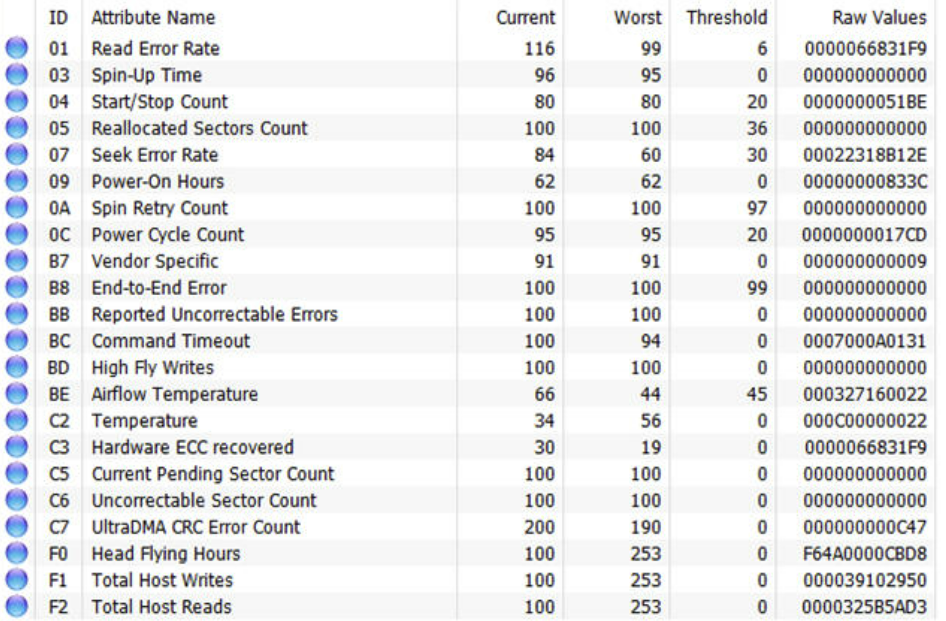 ID Attribute Name Current Worst Threshold Raw Values
01 Read Error Rate 116 99 6 0000066831F9
03 Spin-Up Time 96 95 0 000000000000
04 Start/Stop Count 80 80 20 0000000051BE
05 Reallocated Sectors Count 100 100 36 000000000000
07 Seek Error Rate 84 60 30 00022318B12E
09 Power-On Hours 62 62 0 00000000833C
0A Spin Retry Count 100 100 97 000000000000
0C Power Cycle Count 95 95 20 0000000017CD
B7 Vendor Specific 91 91 0 000000000009
B8 End-to-End Error 100 100 99 000000000000
BB Reported Uncorrectable Errors 100 100 0 000000000000
BC Command Timeout 100 94 0 0007000A0131
BD High Fly Writes 100 100 0 000000000000
BE Airflow Temperature 66 44 45 000327160022
C2 Temperature 34 56 0 000C00000022
C3 Hardware ECC recovered 30 19 0 0000066831F9
C5 Current Pending Sector Count 100 100 0 000000000000
C6 Uncorrectable Sector Count 100 100 0 000000000000
C7 UltraDMA CRC Error Count 200 190 0 000000000C47
F0 Head Flying Hours 100 253 0 F64A0000CBD8
F1 Total Host Writes 100 253 0 000039102950
F2 Total Host Reads 100 253 0 0000325B5AD3